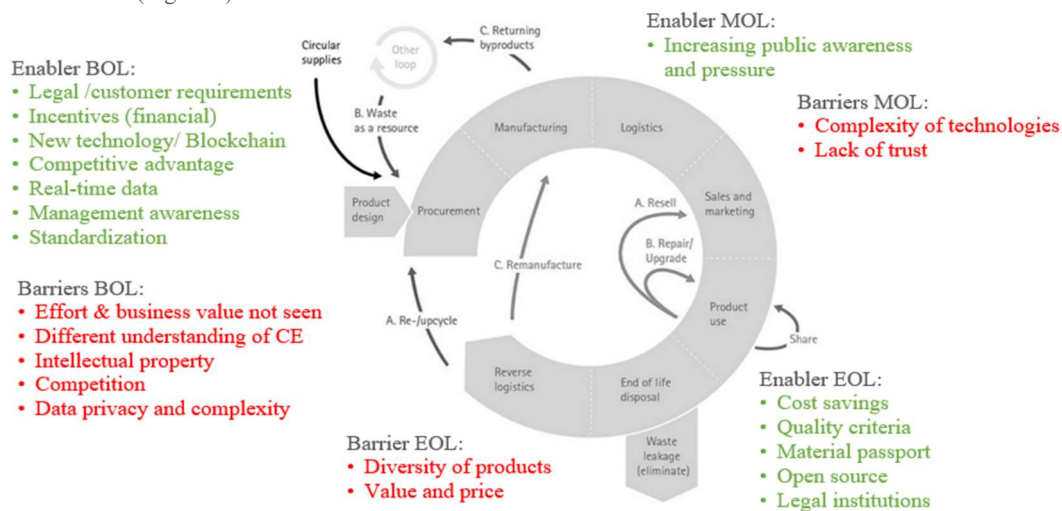 Enabler BOL:
• Legal /customer requirements
• Incentives (financial)
• New technology/ Blockchain
• Competitive advantage
• Real-time data
• Management awareness
• Standardization
Barriers BOL:
• Effort & business value not seen
• Different understanding of CE
• Intellectual property
• Competition
• Data privacy and complexity
Circular
supplies
Other
loop
C. Returning
byproducts
B. Waste
as a resource
Product
design
Procurement
Manufacturing
Logistics
Sales and
marketing
Product
use
End of life
disposal
Reverse
logistics
Waste
leakage
(eliminate)
A. Resell
B. Repair/
Upgrade
C. Remanufacture
A. Re-/upcycle
Share
Enabler MOL:
• Increasing public awareness
and pressure
Barriers MOL:
• Complexity of technologies
• Lack of trust
Barrier EOL:
• Diversity of products
• Value and price
Enabler EOL:
• Cost savings
• Quality criteria
• Material passport
• Open source
• Legal institutions